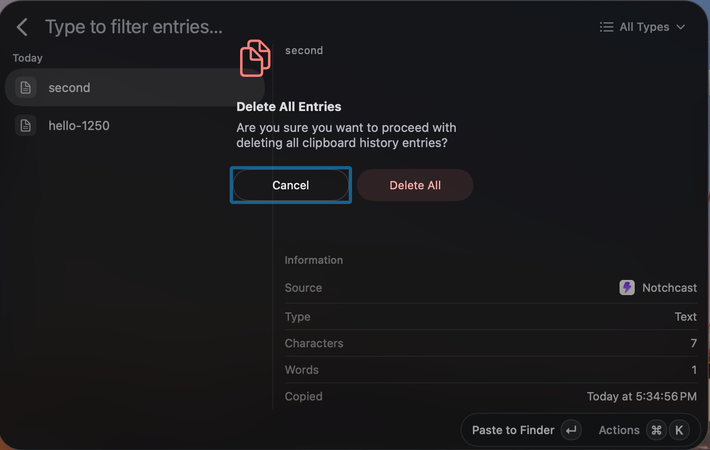 Type to filter entries...
All Types
Today
second
hello-1250
second
Delete All Entries
Are you sure you want to proceed with
deleting all clipboard history entries?
Cancel
Delete All
Information
Source
Notchcast
Type
Text
Characters
7
Words
1
Copied
Today at 5:34:56 PM
Paste to Finder ↵
Actions ⌘ K